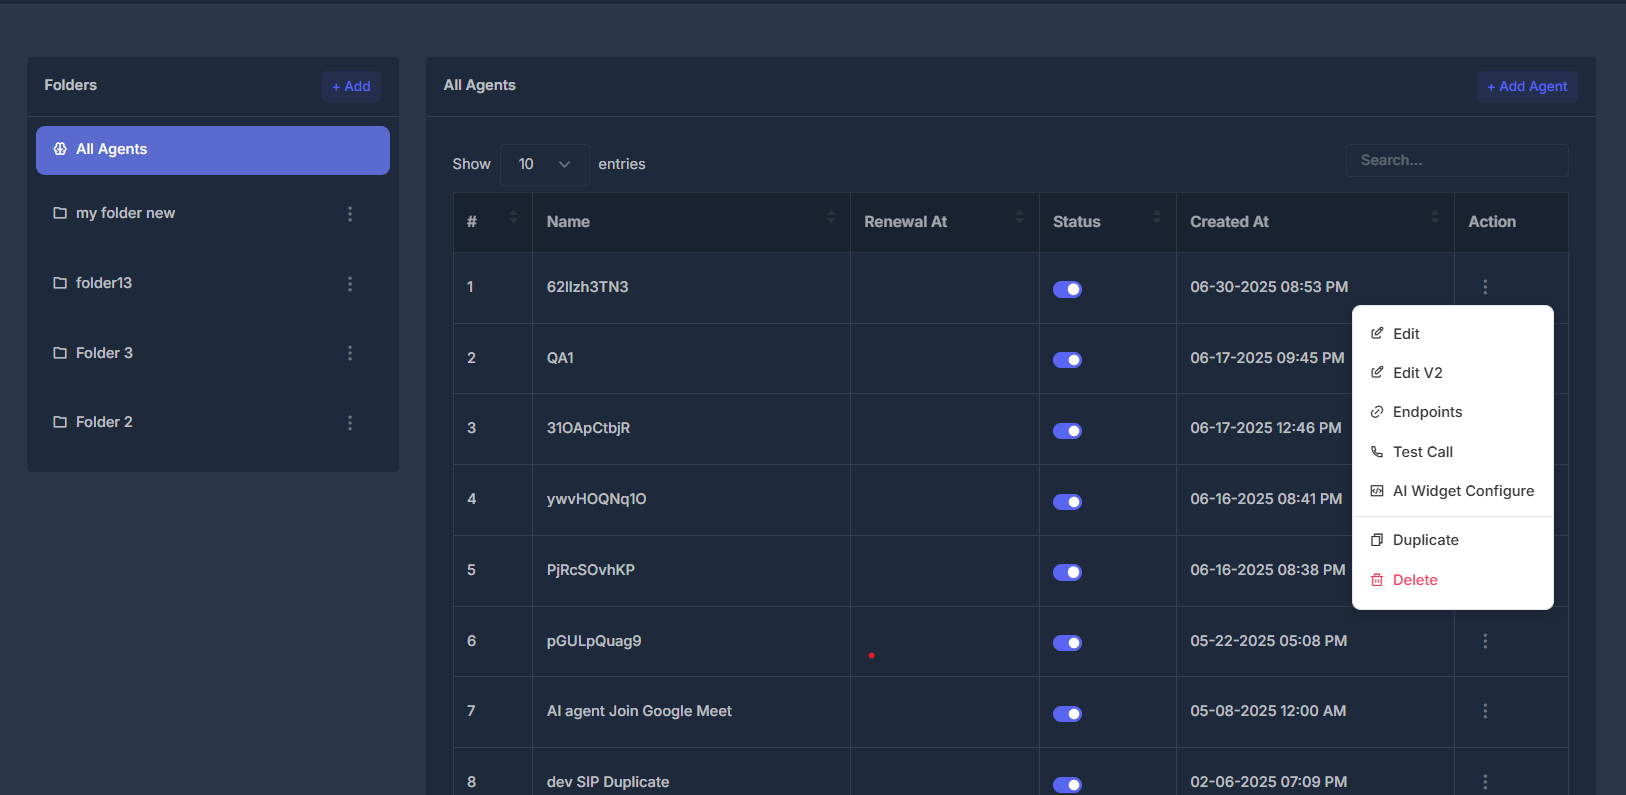 Folders
+ Add
All Agents
my folder new
folder13
Folder 3
Folder 2
All Agents
+ Add Agent
Show 10 entries
Search...
# Name Renewal At Status Created At Action
1 62lIzh3TN3 06-30-2025 08:53 PM
2 QA1 06-17-2025 09:45 PM
3 31OApCtbjR 06-17-2025 12:46 PM
4 ywvHOQNq1O 06-16-2025 08:41 PM
5 PjRcSOvhKP 06-16-2025 08:38 PM
6 pGULpQuag9 05-22-2025 05:08 PM
7 AI agent Join Google Meet 05-08-2025 12:00 AM
8 dev SIP Duplicate 02-06-2025 07:09 PM
Edit
Edit V2
Endpoints
Test Call
AI Widget Configure
Duplicate
Delete